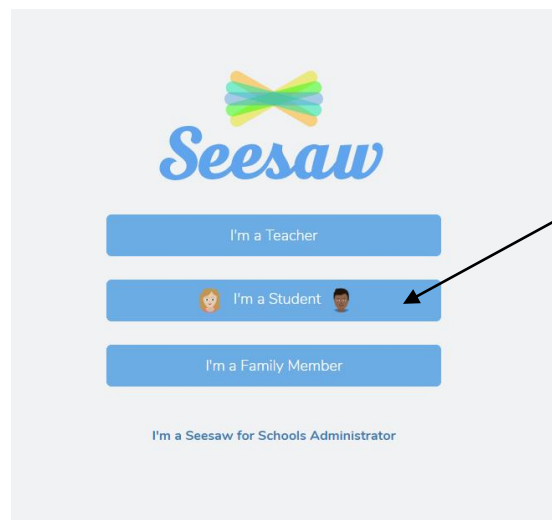 Seesaw
I'm a Teacher
I'm a Student
I'm a Family Member
I'm a Seesaw for Schools Administrator